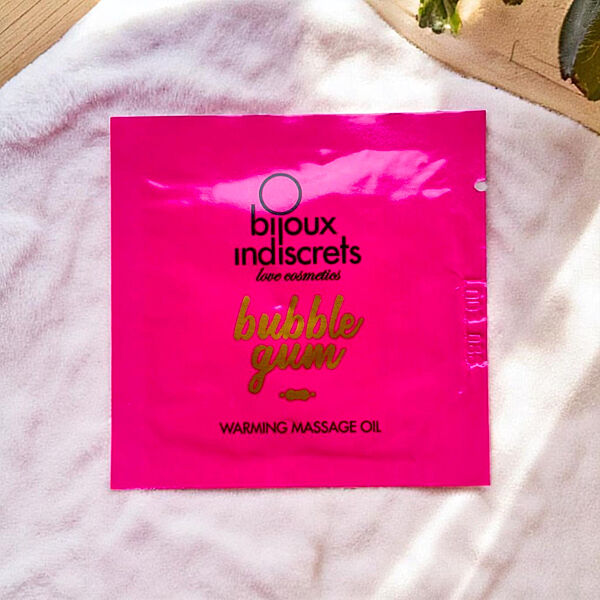 bijoux
indiscrets
love cosmetics
bubble
gum
WARMING MASSAGE OIL